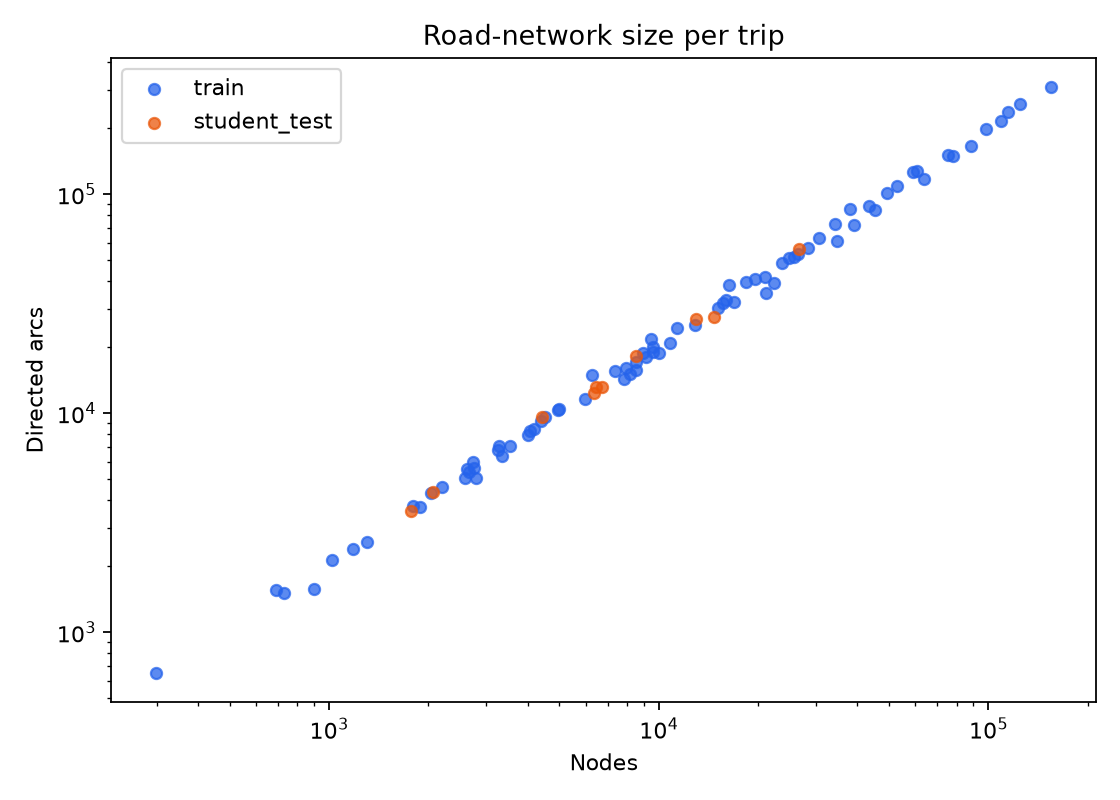 Road-network size per trip
train
student_test
Directed arcs
10^5
10^4
10^3
10^3
10^4
10^5
Nodes